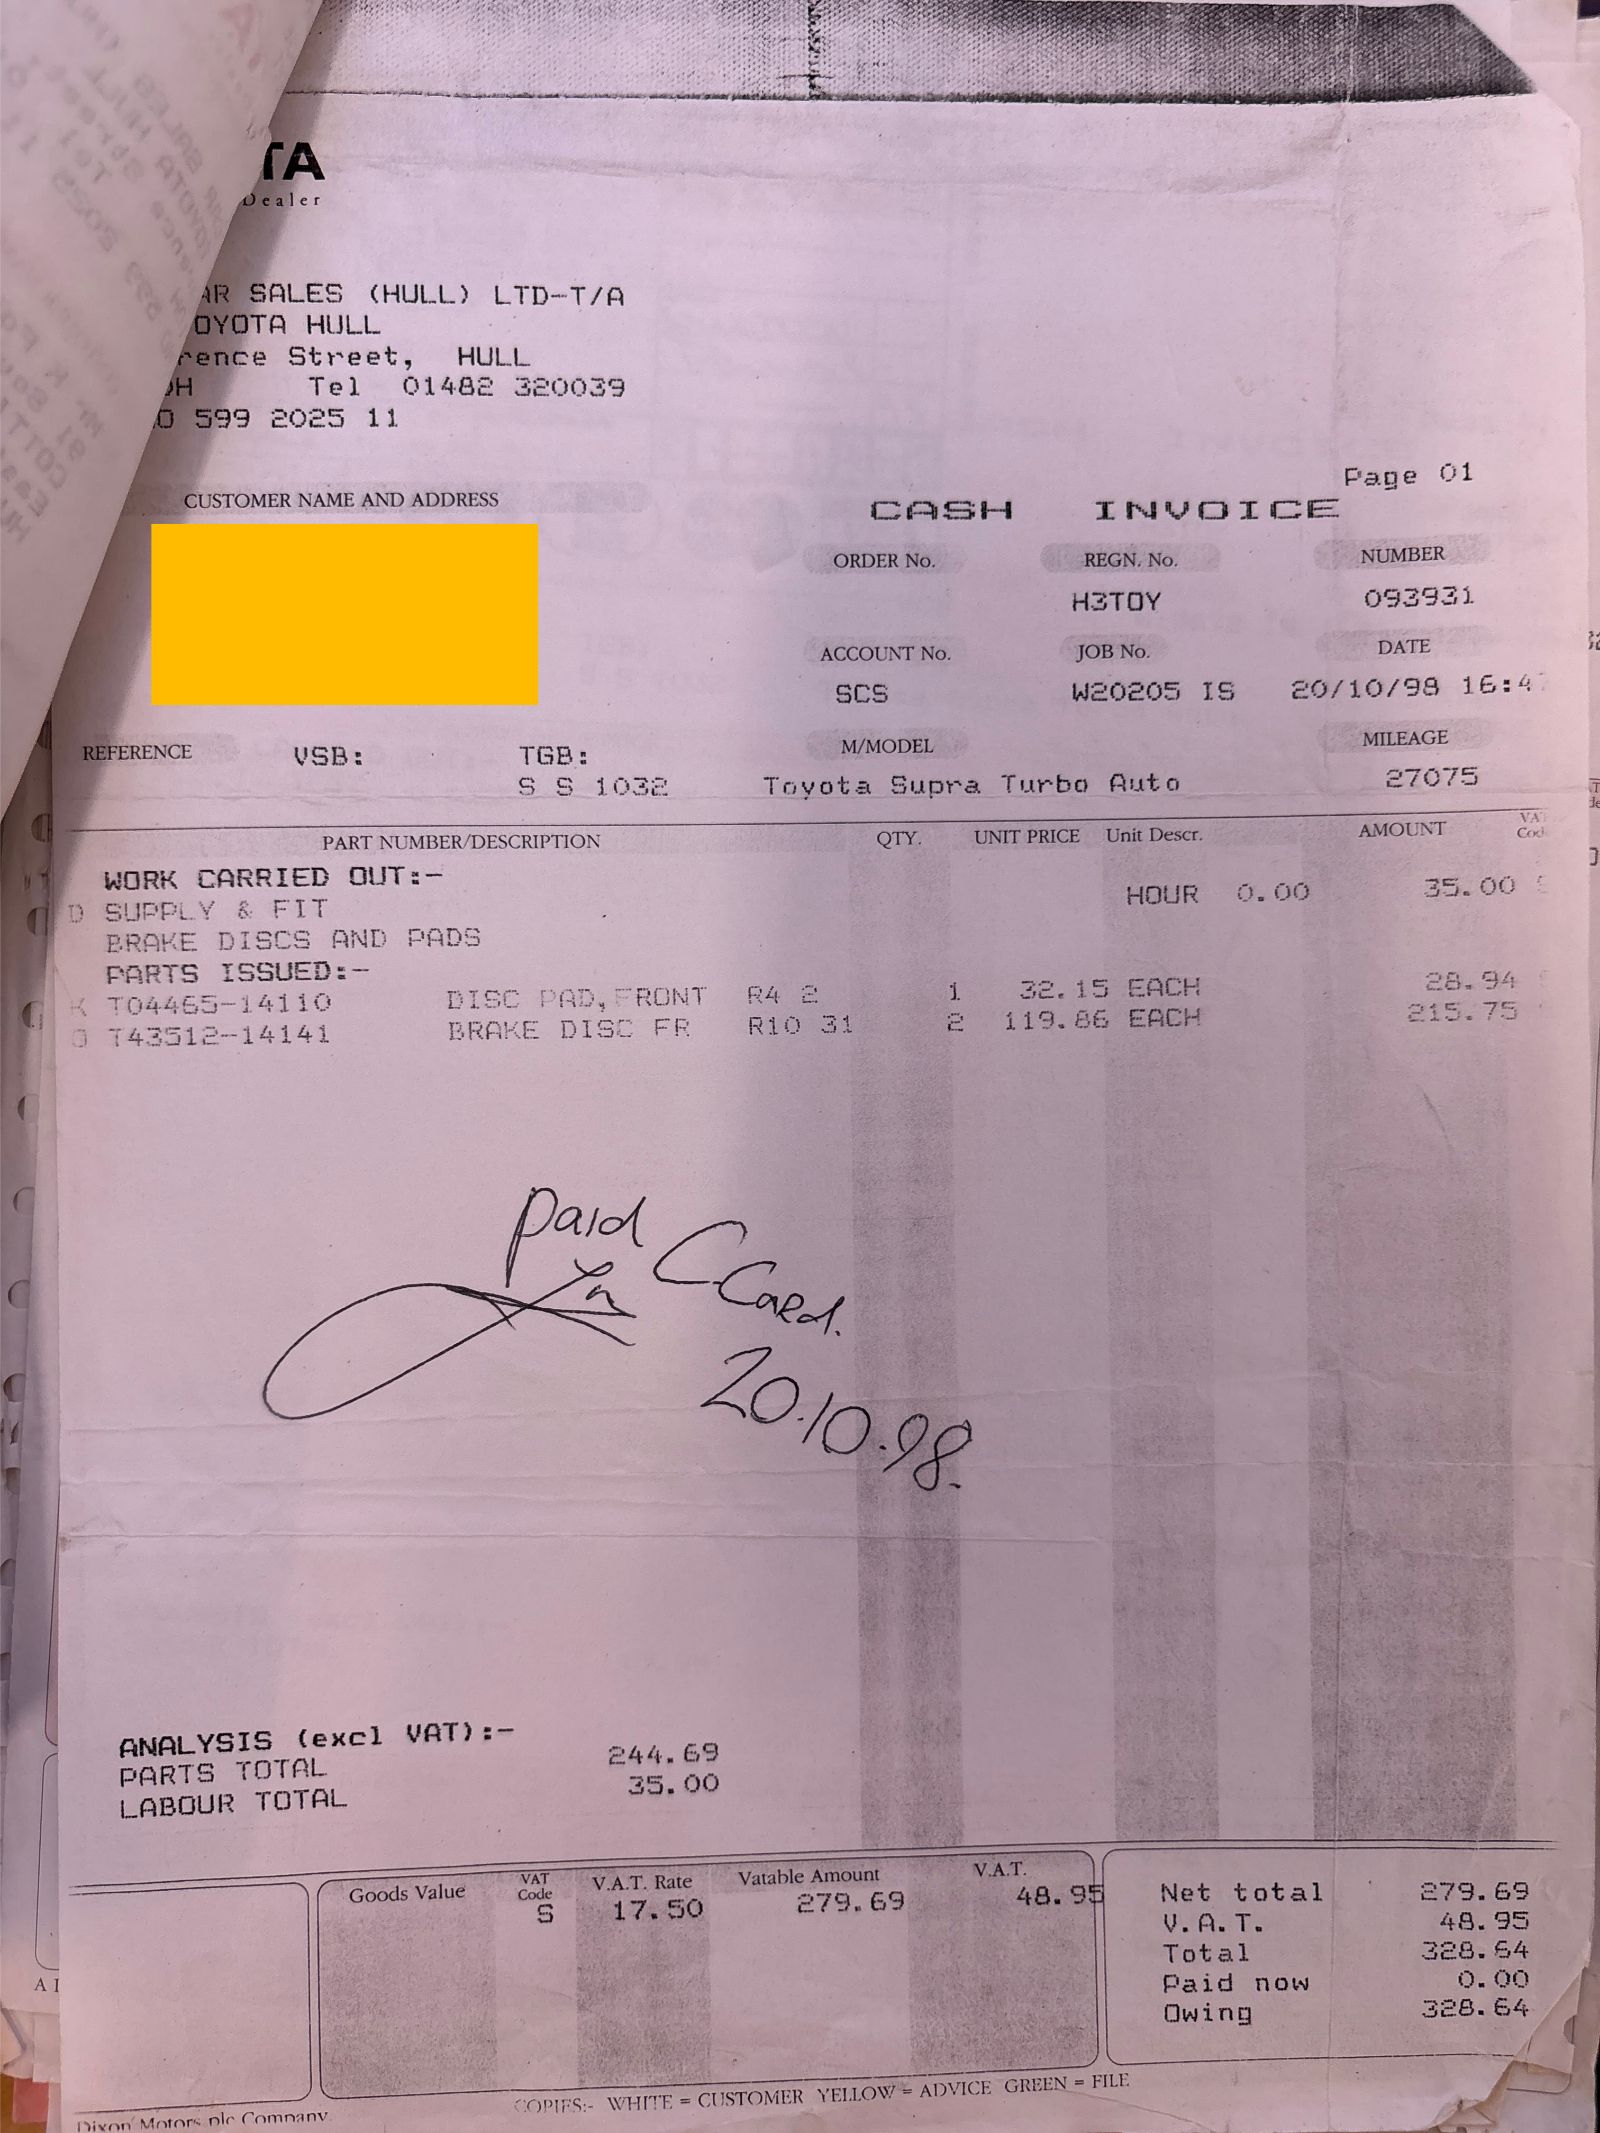 TA
Dealer
AR SALES (HULL) LTD-T/A
OYOTA HULL
rence Street, HULL
OH Tel 01482 320039
0 599 2025 11
Page 01
CUSTOMER NAME AND ADDRESS
CASH INVOICE
ORDER No. REGN. No. NUMBER
H3TOY 093931
ACCOUNT No. JOB No. DATE
SCS W20205 IS 20/10/98 16:4
REFERENCE VSB: TGB: M/MODEL MILEAGE
S S 1032 Toyota Supra Turbo Auto 27075
PART NUMBER/DESCRIPTION QTY. UNIT PRICE Unit Descr. AMOUNT VA Cod
WORK CARRIED OUT:-
D SUPPLY & FIT HOUR 0.00 35.00
BRAKE DISCS AND PADS
PARTS ISSUED:-
K T04465-14110 DISC PAD,FRONT R4 2 1 32.15 EACH 28.94
T43512-14141 BRAKE DISC FR R10 31 2 119.86 EACH 215.75
paid
C.Card.
20.10.98.
ANALYSIS (excl VAT):-
PARTS TOTAL 244.69
LABOUR TOTAL 35.00
Goods Value VAT Code V.A.T. Rate Vatable Amount V.A.T.
S 17.50 279.69 48.95
Net total 279.69
V.A.T. 48.95
Total 328.64
Paid now 0.00
Owing 328.64
COPIES:- WHITE = CUSTOMER YELLOW = ADVICE GREEN = FILE
Dixon Motors plc Company.